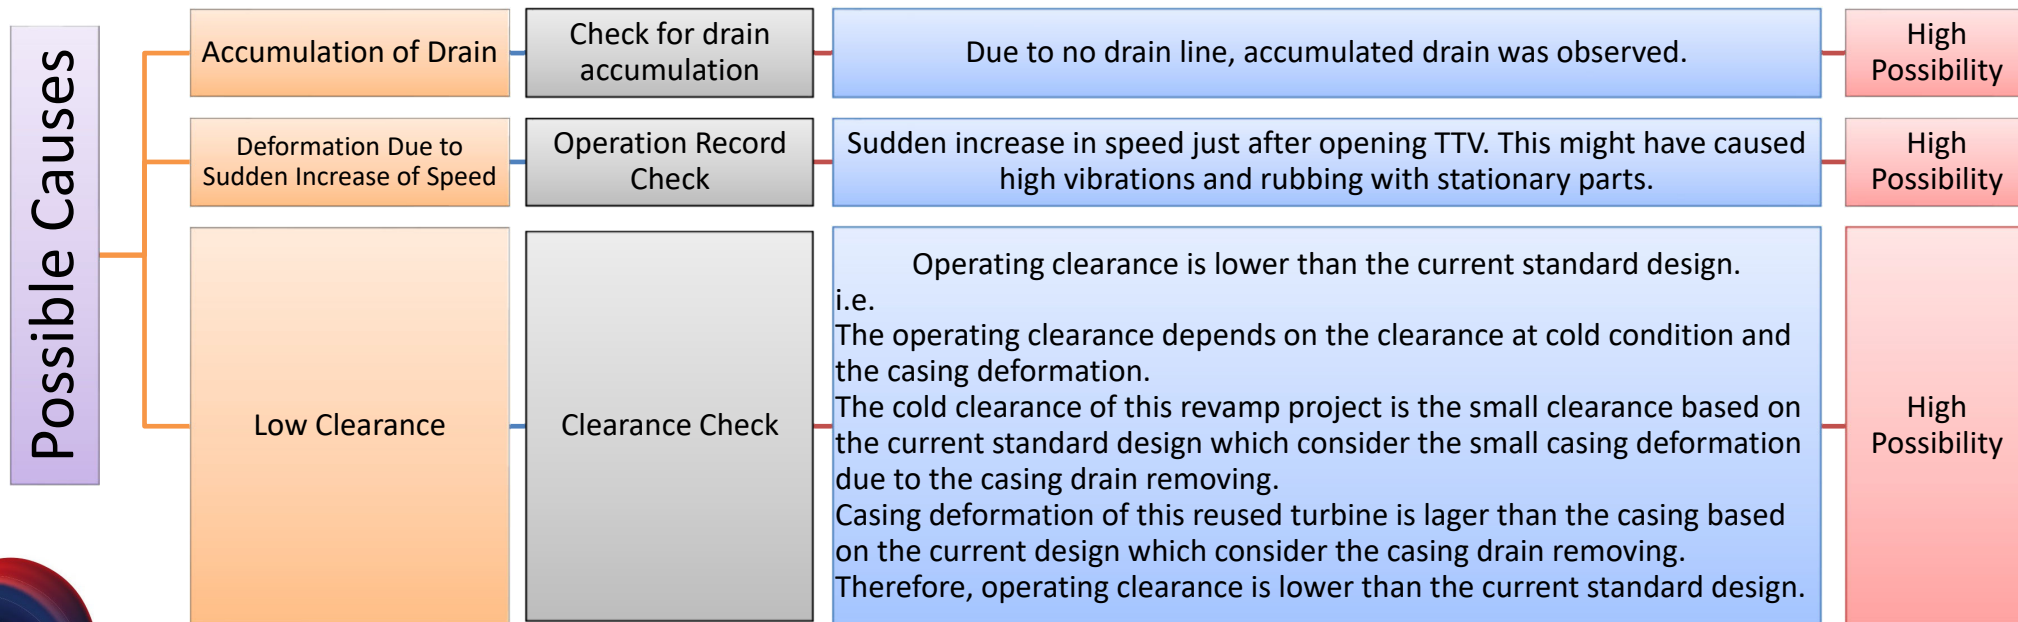 Possible Causes
Accumulation of Drain
Check for drain
accumulation
Due to no drain line, accumulated drain was observed.
High
Possibility
Deformation Due to
Sudden Increase of Speed
Operation Record
Check
Sudden increase in speed just after opening TTV. This might have caused
high vibrations and rubbing with stationary parts.
High
Possibility
Low Clearance
Clearance Check
Operating clearance is lower than the current standard design.
i.e.
The operating clearance depends on the clearance at cold condition and
the casing deformation.
The cold clearance of this revamp project is the small clearance based on
the current standard design which consider the small casing deformation
due to the casing drain removing.
Casing deformation of this reused turbine is lager than the casing based
on the current design which consider the casing drain removing.
Therefore, operating clearance is lower than the current standard design.
High
Possibility